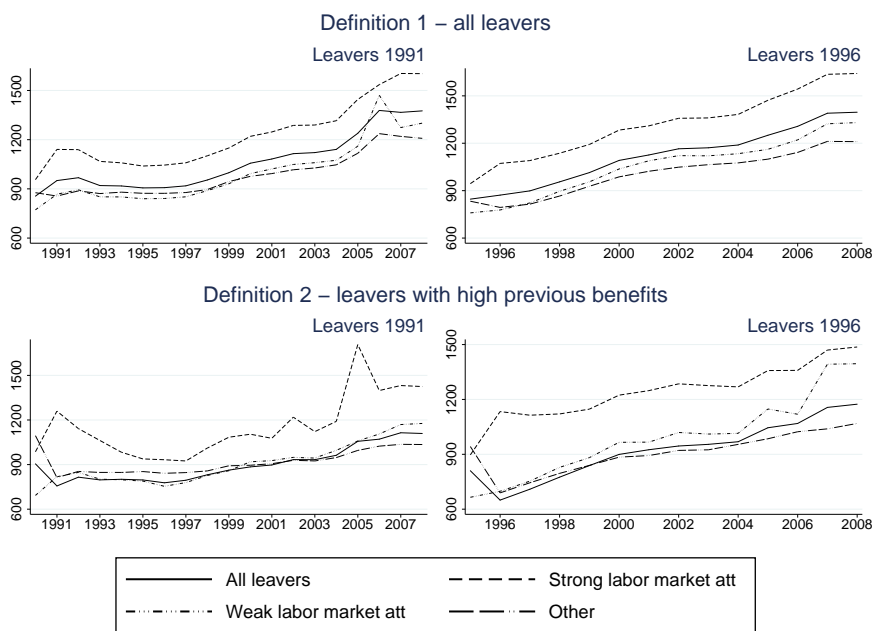 Definition 1 – all leavers
Leavers 1991
Leavers 1996
1500
1200
900
600
1991 1993 1995 1997 1999 2001 2003 2005 2007
1500
1200
900
600
1996 1998 2000 2002 2004 2006 2008
Definition 2 – leavers with high previous benefits
Leavers 1991
Leavers 1996
1500
1200
900
600
1991 1993 1995 1997 1999 2001 2003 2005 2007
1500
1200
900
600
1996 1998 2000 2002 2004 2006 2008
All leavers
Strong labor market att
Weak labor market att
Other